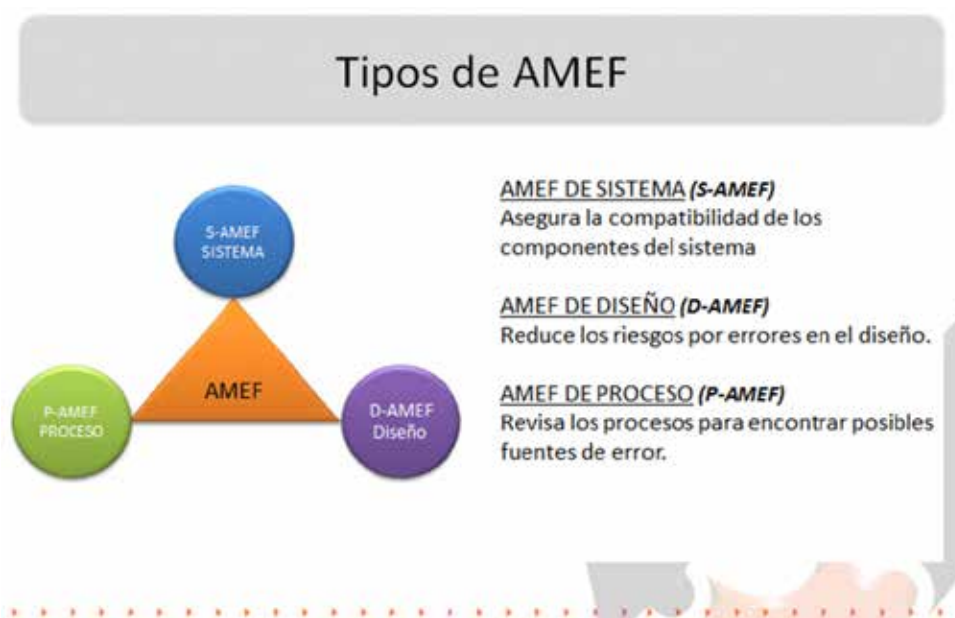 Tipos de AMEF
S-AMEF
SISTEMA
AMEF
P-AMEF
PROCESO
D-AMEF
Diseño
AMEF DE SISTEMA (S-AMEF)
Asegura la compatibilidad de los
componentes del sistema
AMEF DE DISEÑO (D-AMEF)
Reduce los riesgos por errores en el diseño.
AMEF DE PROCESO (P-AMEF)
Revisa los procesos para encontrar posibles
fuentes de error.